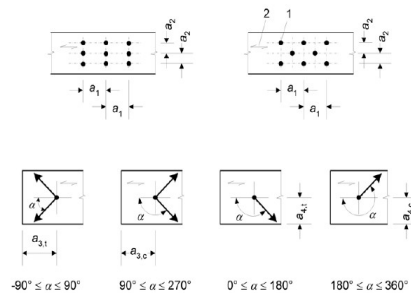 a2
a2
a1
a1
2
1
a2
a2
a1
a1
α
a3,t
α
a3,c
α
a4,t
α
a4,c
-90° ≤ α ≤ 90°
90° ≤ α ≤ 270°
0° ≤ α ≤ 180°
180° ≤ α ≤ 360°